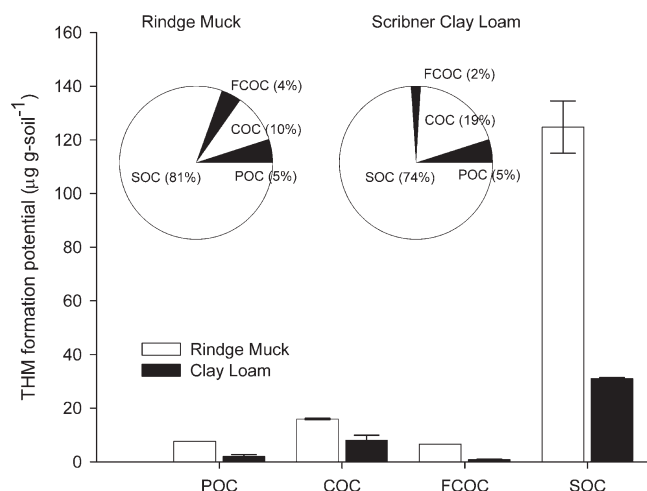 Rindge Muck
Scribner Clay Loam
FCOC (4%)
COC (10%)
SOC (81%)
POC (5%)
FCOC (2%)
COC (19%)
SOC (74%)
POC (5%)
THM formation potential (µg g-soil⁻¹)
160
140
120
100
80
60
40
20
0
Rindge Muck
Clay Loam
POC
COC
FCOC
SOC